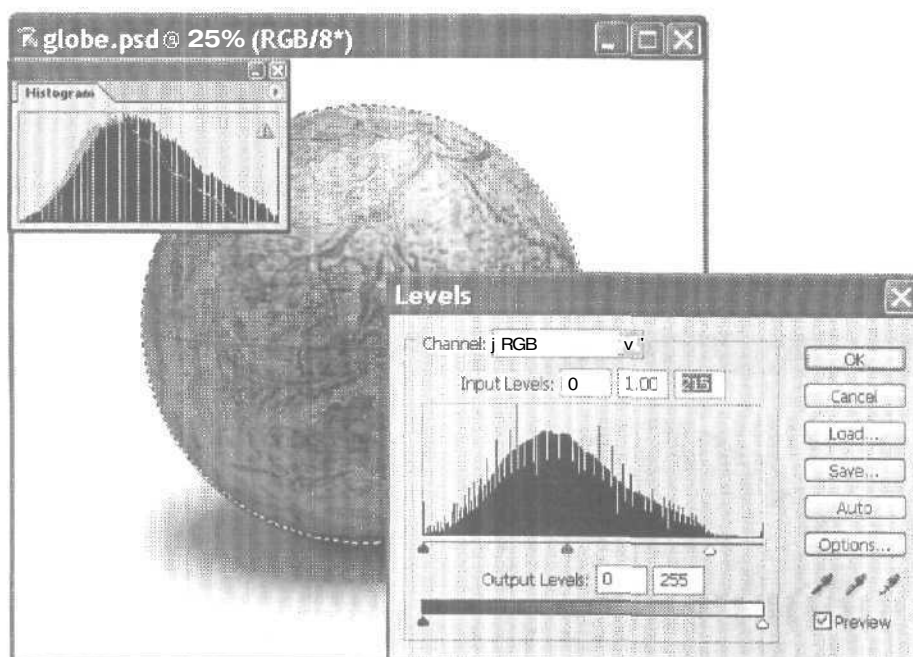 globe.psd @ 25% (RGB/8*)
Histogram
Levels
Channel: j RGB v '
Input Levels: 0 1.00 215
Output Levels: 0 255
OK
Cancel
Load...
Save...
Auto
Options...
Preview